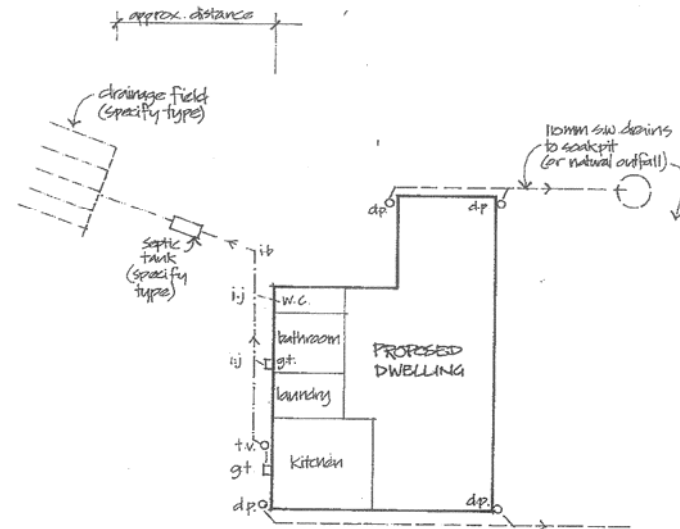 approx. distance
drainage field
(specify type)
110mm s.w. drains
to soakpit
(or natural outfall)
d.p.
d.p
septic
tank
(specify
type)
i.b
i.j
w.c.
bathroom
i.j
g.t.
PROPOSED
DWELLING
laundry
t.v.
kitchen
g.t
d.p.
d.p.